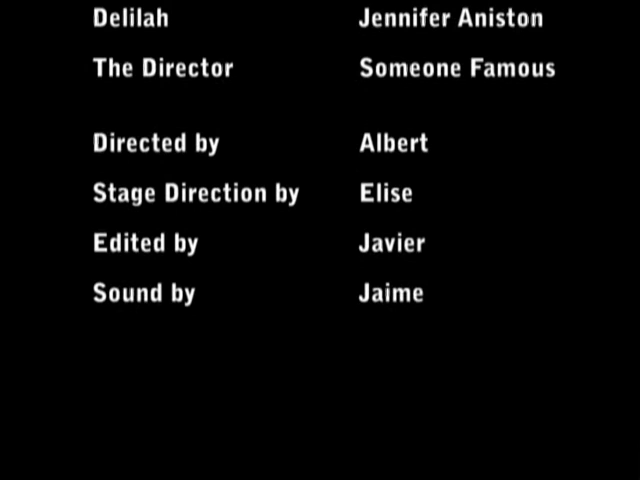 Delilah Jennifer Aniston
The Director Someone Famous
Directed by Albert
Stage Direction by Elise
Edited by Javier
Sound by Jaime